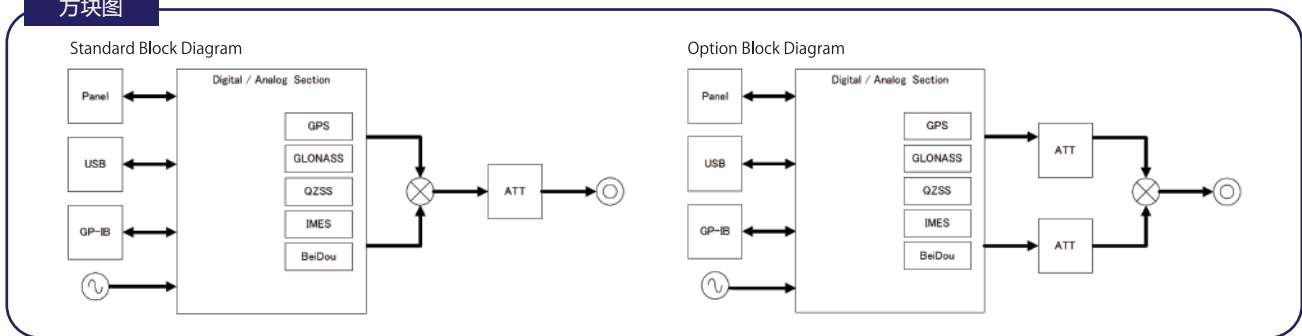 方块图
Standard Block Diagram
Digital / Analog Section
Panel
USB
GP-IB
GPS
GLONASS
QZSS
IMES
BeiDou
ATT
Option Block Diagram
Digital / Analog Section
Panel
USB
GP-IB
GPS
GLONASS
QZSS
IMES
BeiDou
ATT
ATT